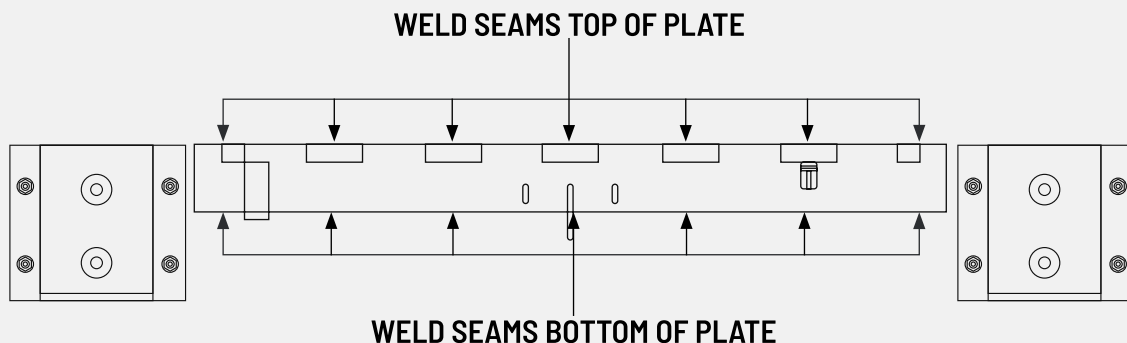 WELD SEAMS TOP OF PLATE
WELD SEAMS BOTTOM OF PLATE